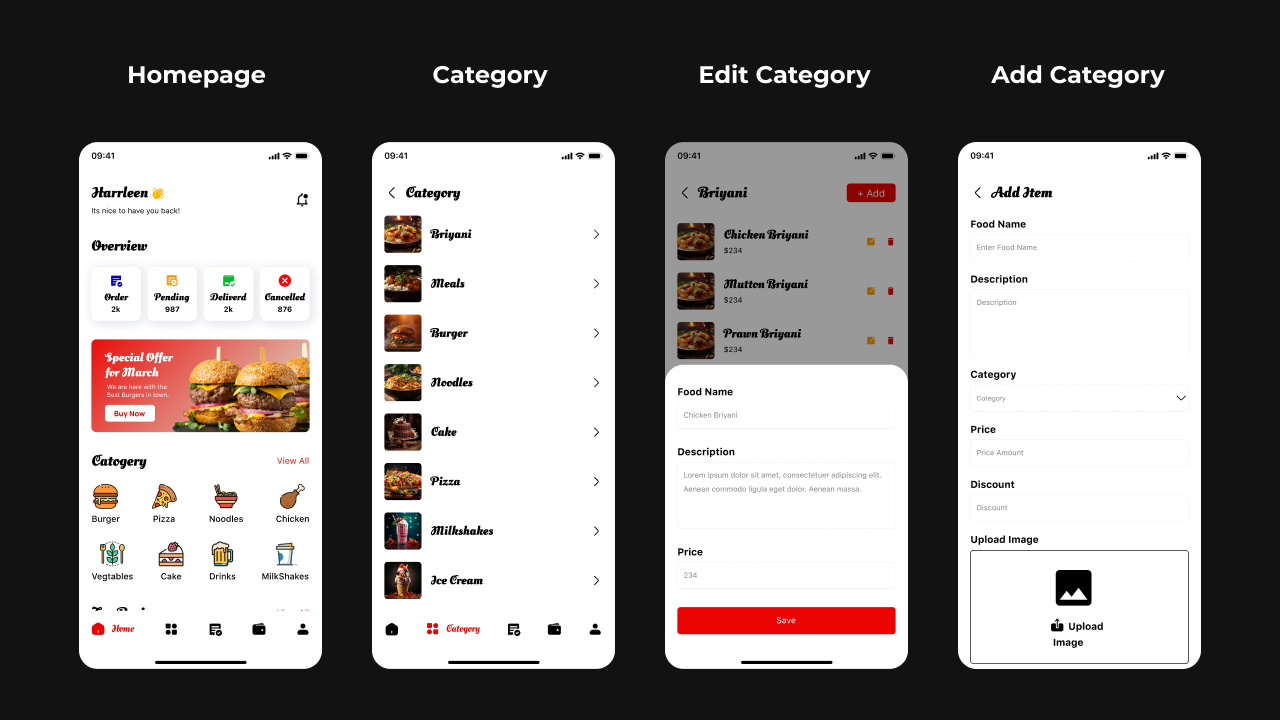 Homepage
Category
Edit Category
Add Category
09:41
Harrleen
Its nice to have you back!
Overview
Order
2k
Pending
987
Deliverd
2k
Cancelled
876
Special Offer
for March
We are here with the
Best Burgers in town.
Buy Now
Catogery
View All
Burger
Pizza
Noodles
Chicken
Vegtables
Cake
Drinks
MilkShakes
Home
09:41
Category
Briyani
Meals
Burger
Noodles
Cake
Pizza
Milkshakes
Ice Cream
Category
09:41
Briyani
+ Add
Chicken Briyani
$234
Mutton Briyani
$234
Prawn Briyani
$234
Food Name
Chicken Briyani
Description
Lorem ipsum dolor sit amet, consectetuer adipiscing elit.
Aenean commodo ligula eget dolor. Aenean massa.
Price
234
Save
09:41
Add Item
Food Name
Enter Food Name
Description
Description
Category
Category
Price
Price Amount
Discount
Discount
Upload Image
Upload
Image